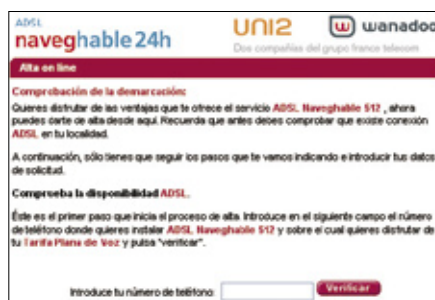 ADSL
naveghable 24h
UNI2
wanadoo
Dos compañías del grupo france telecom
Alta on line
Comprobación de la demarcación:
Quieres disfrutar de las ventajas que te ofrece el servicio ADSL Naveghable 512 , ahora
puedes darte de alta desde aquí. Recuerda que antes debes comprobar que existe conexión
ADSL en tu localidad.
A continuación, sólo tienes que seguir los pasos que te vamos indicando e introducir tus datos
de solicitud.
Comprueba la disponibilidad ADSL.
Éste es el primer paso que inicia el proceso de alta. Introduce en el siguiente campo el número
de teléfono donde quieres instalar ADSL Naveghable 512 y sobre el cual quieres disfrutar de
tu Tarifa Plana de Voz y pulsa "verificar".
Introduce tu número de teléfono:
Verificar